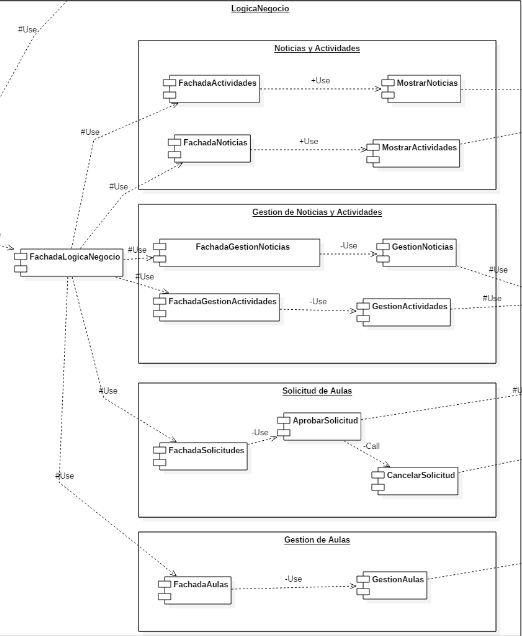 LogicaNegocio
#Use
Noticias y Actividades
FachadaActividades
+Use
MostrarNoticias
#Use
FachadaNoticias
+Use
MostrarActividades
#Use
Gestion de Noticias y Actividades
FachadaLogicaNegocio
#Use
FachadaGestionNoticias
-Use
GestionNoticias
#Use
#Use
FachadaGestionActividades
-Use
GestionActividades
#Use
Solicitud de Aulas
#Use
AprobarSolicitud
-Use
FachadaSolicitudes
-Call
CancelarSolicitud
#Use
Gestion de Aulas
FachadaAulas
-Use
GestionAulas